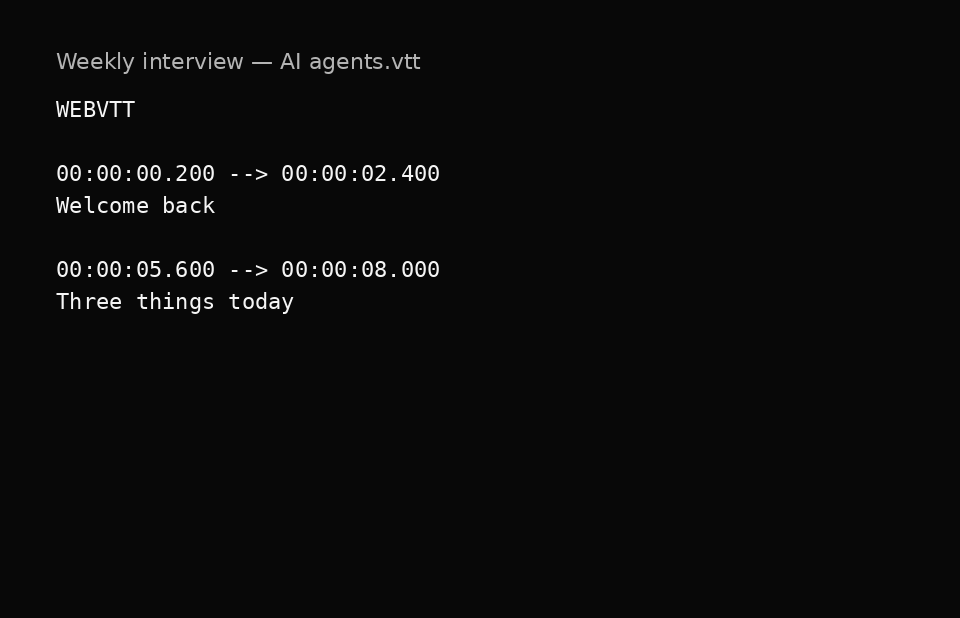 Weekly interview — AI agents.vtt
WEBVTT
00:00:00.200 --> 00:00:02.400
Welcome back
00:00:05.600 --> 00:00:08.000
Three things today